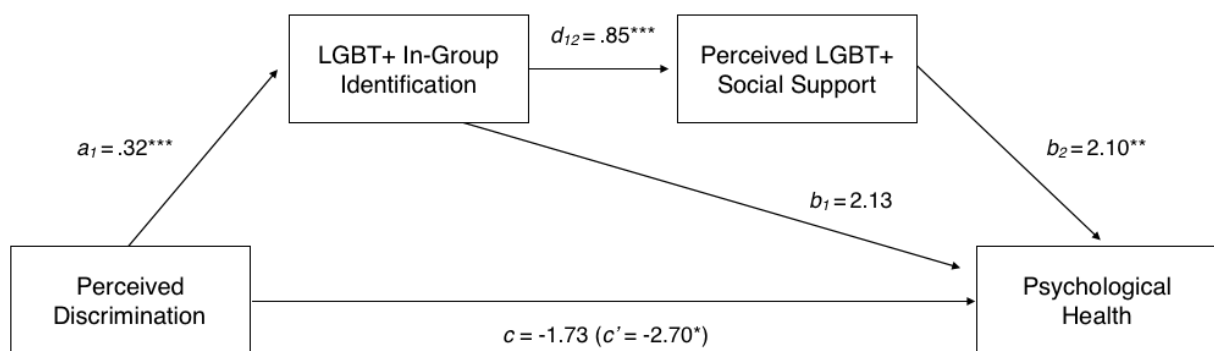 d12 = .85***
LGBT+ In-Group
Identification
Perceived LGBT+
Social Support
a1 = .32***
b2 = 2.10**
b1 = 2.13
Perceived
Discrimination
Psychological
Health
c = -1.73 (c’ = -2.70*)